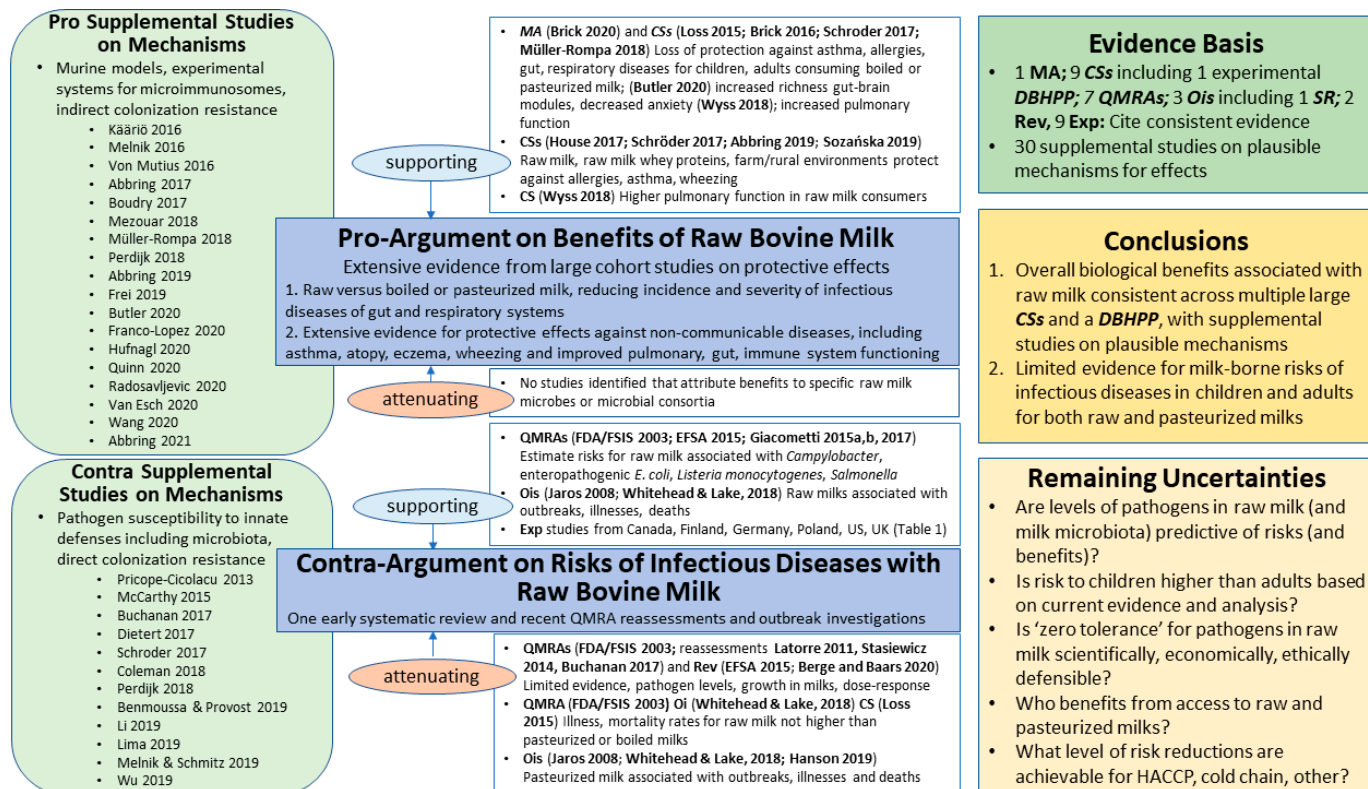 Pro Supplemental Studies
on Mechanisms
• Murine models, experimental
systems for microimmunosomes,
indirect colonization resistance
• Kääriö 2016
• Melnik 2016
• Von Mutius 2016
• Abbring 2017
• Boudry 2017
• Mezouar 2018
• Müller-Rompa 2018
• Perdijk 2018
• Abbring 2019
• Frei 2019
• Butler 2020
• Franco-Lopez 2020
• Hufnagl 2020
• Quinn 2020
• Radosavljevic 2020
• Van Esch 2020
• Wang 2020
• Abbring 2021
Contra Supplemental
Studies on Mechanisms
• Pathogen susceptibility to innate
defenses including microbiota,
direct colonization resistance
• Pricope-Cicolacu 2013
• McCarthy 2015
• Buchanan 2017
• Dietert 2017
• Schroder 2017
• Coleman 2018
• Perdijk 2018
• Benmoussa & Provost 2019
• Li 2019
• Lima 2019
• Melnik & Schmitz 2019
• Wu 2019
supporting
• MA (Brick 2020) and CSs (Loss 2015; Brick 2016; Schroder 2017;
Müller-Rompa 2018) Loss of protection against asthma, allergies,
gut, respiratory diseases for children, adults consuming boiled or
pasteurized milk; (Butler 2020) increased richness gut-brain
modules, decreased anxiety (Wyss 2018); increased pulmonary
function
• CSs (House 2017; Schröder 2017; Abbring 2019; Sozańska 2019)
Raw milk, raw milk whey proteins, farm/rural environments protect
against allergies, asthma, wheezing
• CS (Wyss 2018) Higher pulmonary function in raw milk consumers
Pro-Argument on Benefits of Raw Bovine Milk
Extensive evidence from large cohort studies on protective effects
1. Raw versus boiled or pasteurized milk, reducing incidence and severity of infectious
diseases of gut and respiratory systems
2. Extensive evidence for protective effects against non-communicable diseases, including
asthma, atopy, eczema, wheezing and improved pulmonary, gut, immune system functioning
attenuating
• No studies identified that attribute benefits to specific raw milk
microbes or microbial consortia
supporting
• QMRAs (FDA/FSIS 2003; EFSA 2015; Giacometti 2015a,b, 2017)
Estimate risks for raw milk associated with Campylobacter,
enteropathogenic E. coli, Listeria monocytogenes, Salmonella
• Ois (Jaros 2008; Whitehead & Lake, 2018) Raw milks associated with
outbreaks, illnesses, deaths
• Exp studies from Canada, Finland, Germany, Poland, US, UK (Table 1)
Contra-Argument on Risks of Infectious Diseases with
Raw Bovine Milk
One early systematic review and recent QMRA reassessments and outbreak investigations
attenuating
• QMRAs (FDA/FSIS 2003; reassessments Latorre 2011, Stasiewicz
2014, Buchanan 2017) and Rev (EFSA 2015; Berge and Baars 2020)
Limited evidence, pathogen levels, growth in milks, dose-response
• QMRA (FDA/FSIS 2003) Oi (Whitehead & Lake, 2018) CS (Loss
2015) Illness, mortality rates for raw milk not higher than
pasteurized or boiled milks
• Ois (Jaros 2008; Whitehead & Lake, 2018; Hanson 2019)
Pasteurized milk associated with outbreaks, illnesses and deaths
Evidence Basis
• 1 MA; 9 CSs including 1 experimental
DBHPP; 7 QMRAs; 3 Ois including 1 SR; 2
Rev, 9 Exp: Cite consistent evidence
• 30 supplemental studies on plausible
mechanisms for effects
Conclusions
1. Overall biological benefits associated with
raw milk consistent across multiple large
CSs and a DBHPP, with supplemental
studies on plausible mechanisms
2. Limited evidence for milk-borne risks of
infectious diseases in children and adults
for both raw and pasteurized milks
Remaining Uncertainties
• Are levels of pathogens in raw milk (and
milk microbiota) predictive of risks (and
benefits)?
• Is risk to children higher than adults based
on current evidence and analysis?
• Is ‘zero tolerance’ for pathogens in raw
milk scientifically, economically, ethically
defensible?
• Who benefits from access to raw and
pasteurized milks?
• What level of risk reductions are
achievable for HACCP, cold chain, other?